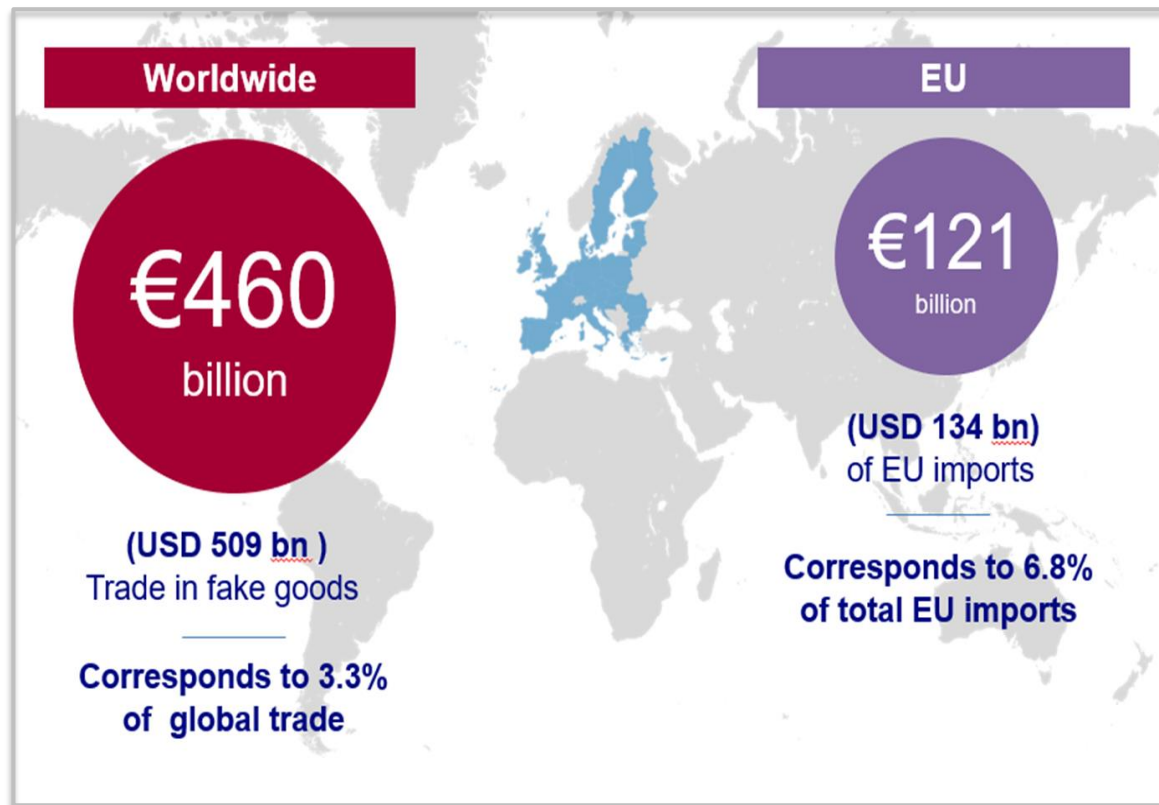 Worldwide
€460
billion
(USD 509 bn )
Trade in fake goods
Corresponds to 3.3%
of global trade
EU
€121
billion
(USD 134 bn)
of EU imports
Corresponds to 6.8%
of total EU imports